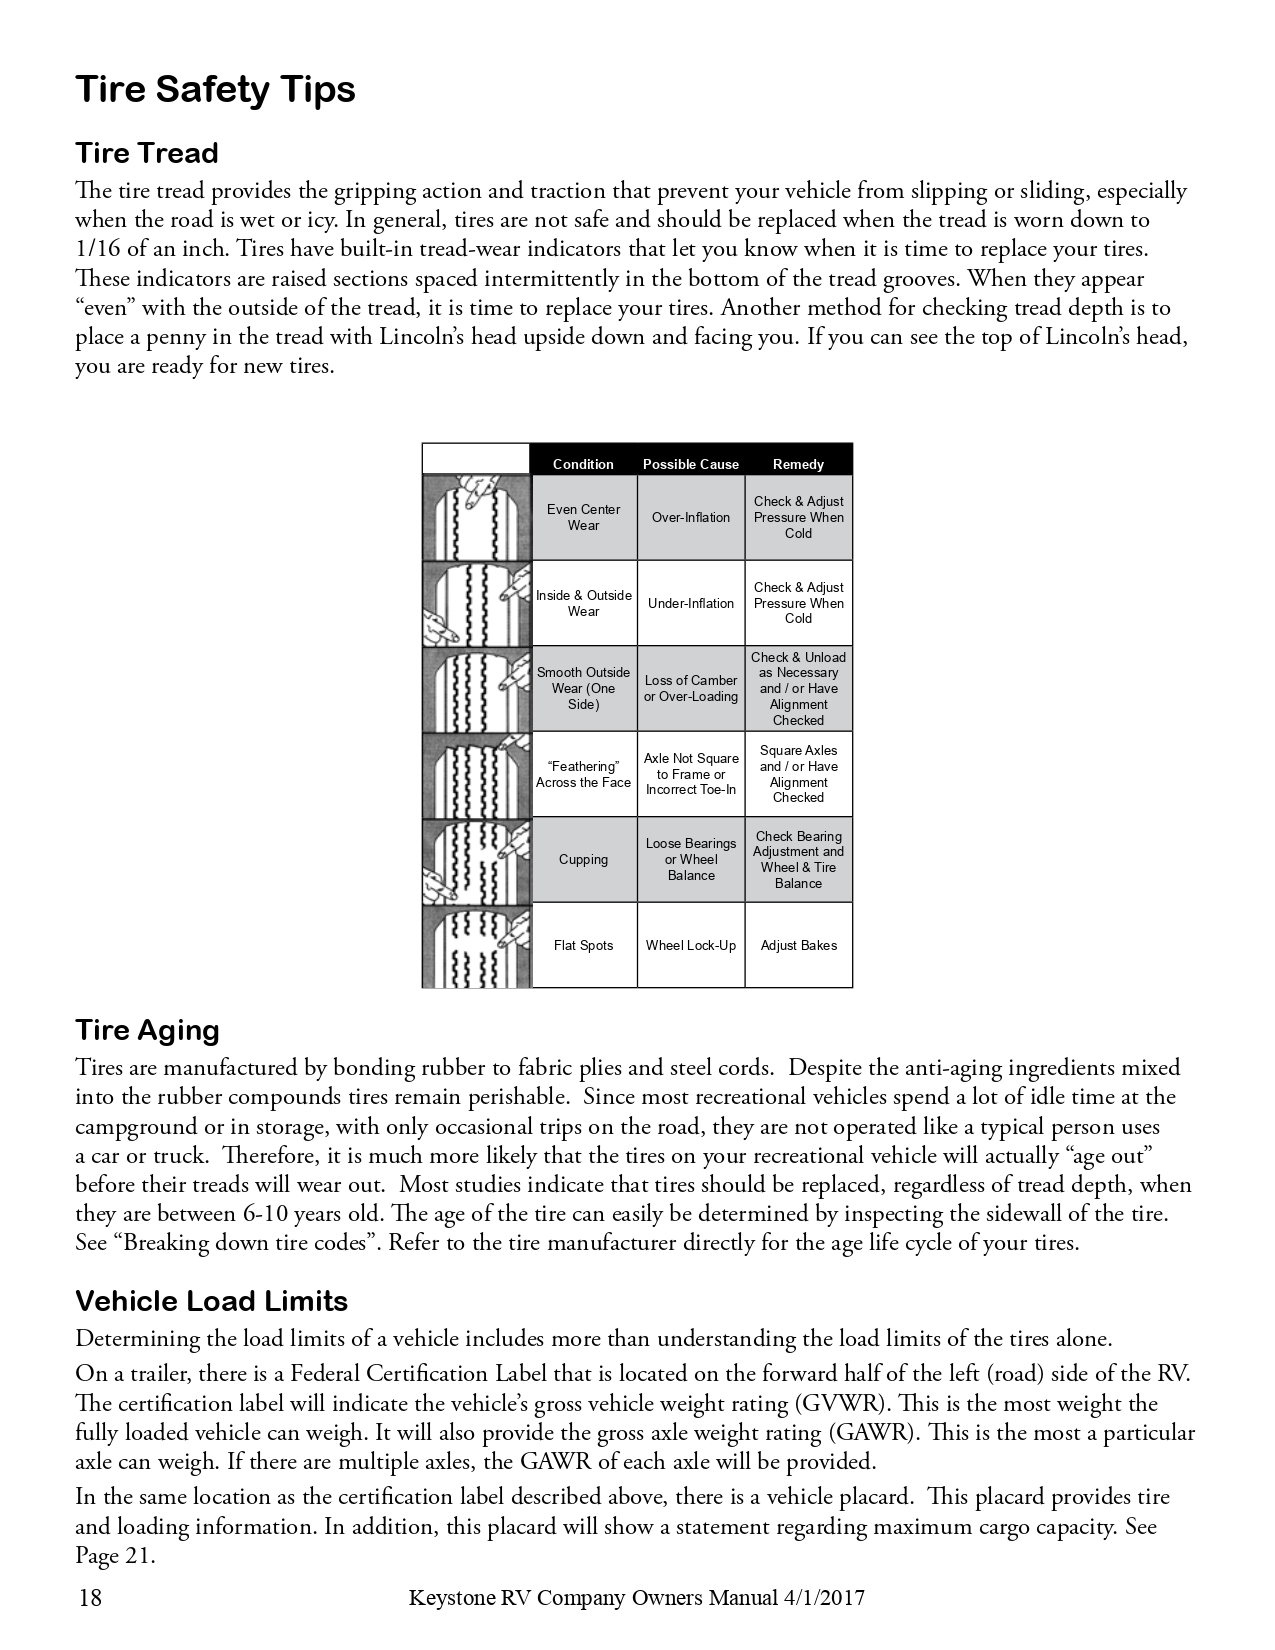 Tire Safety Tips
Tire Tread
The tire tread provides the gripping action and traction that prevent your vehicle from slipping or sliding, especially
when the road is wet or icy. In general, tires are not safe and should be replaced when the tread is worn down to
1/16 of an inch. Tires have built-in tread-wear indicators that let you know when it is time to replace your tires.
These indicators are raised sections spaced intermittently in the bottom of the tread grooves. When they appear
“even” with the outside of the tread, it is time to replace your tires. Another method for checking tread depth is to
place a penny in the tread with Lincoln’s head upside down and facing you. If you can see the top of Lincoln’s head,
you are ready for new tires.
Condition Possible Cause Remedy
Even Center
Wear
Over-Inflation
Check & Adjust
Pressure When
Cold
Inside & Outside
Wear
Under-Inflation
Check & Adjust
Pressure When
Cold
Smooth Outside
Wear (One
Side)
Loss of Camber
or Over-Loading
Check & Unload
as Necessary
and / or Have
Alignment
Checked
“Feathering”
Across the Face
Axle Not Square
to Frame or
Incorrect Toe-In
Square Axles
and / or Have
Alignment
Checked
Cupping
Loose Bearings
or Wheel
Balance
Check Bearing
Adjustment and
Wheel & Tire
Balance
Flat Spots
Wheel Lock-Up
Adjust Bakes
Tire Aging
Tires are manufactured by bonding rubber to fabric plies and steel cords.  Despite the anti-aging ingredients mixed
into the rubber compounds tires remain perishable.  Since most recreational vehicles spend a lot of idle time at the
campground or in storage, with only occasional trips on the road, they are not operated like a typical person uses
a car or truck.  Therefore, it is much more likely that the tires on your recreational vehicle will actually “age out”
before their treads will wear out.  Most studies indicate that tires should be replaced, regardless of tread depth, when
they are between 6-10 years old. The age of the tire can easily be determined by inspecting the sidewall of the tire.
See “Breaking down tire codes”. Refer to the tire manufacturer directly for the age life cycle of your tires.
Vehicle Load Limits
Determining the load limits of a vehicle includes more than understanding the load limits of the tires alone.
On a trailer, there is a Federal Certification Label that is located on the forward half of the left (road) side of the RV.
The certification label will indicate the vehicle’s gross vehicle weight rating (GVWR). This is the most weight the
fully loaded vehicle can weigh. It will also provide the gross axle weight rating (GAWR). This is the most a particular
axle can weigh. If there are multiple axles, the GAWR of each axle will be provided.
In the same location as the certification label described above, there is a vehicle placard.  This placard provides tire
and loading information. In addition, this placard will show a statement regarding maximum cargo capacity. See
Page 21.
18 Keystone RV Company Owners Manual 4/1/2017